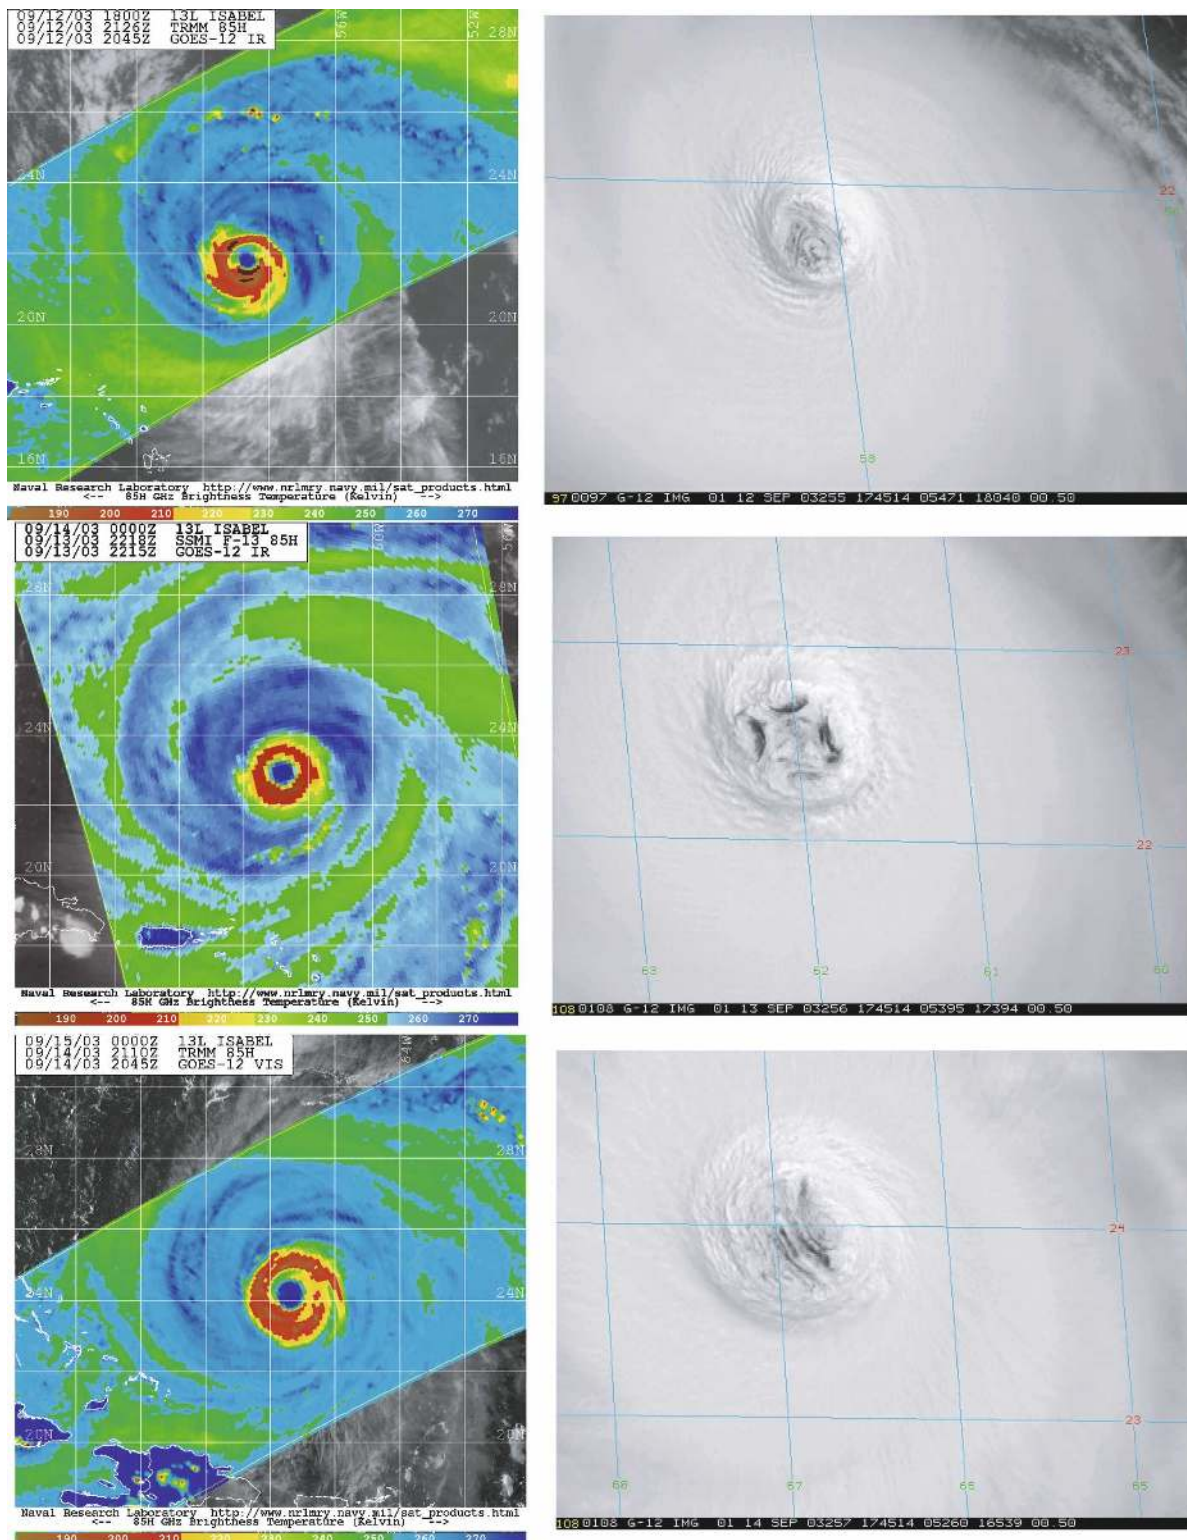 09/12/03 1800Z 13L ISABEL
09/12/03 2126Z TRMM 85H
09/12/03 2045Z GOES-12 IR
56W
52W
28N
24N
24N
20N
20N
16N
16N
Naval Research Laboratory http://www.nrlmry.navy.mil/sat_products.html
<-- 85H GHz Brightness Temperature (Kelvin) -->
190 200 210 220 230 240 250 260 270
22
58
97 0097 G-12 IMG 01 12 SEP 03255 174514 05471 18040 00.50
09/14/03 0000Z 13L ISABEL
09/13/03 2218Z SSMI F-13 85H
09/13/03 2215Z GOES-12 IR
60W
56W
28N
28N
24N
24N
20N
20N
Naval Research Laboratory http://www.nrlmry.navy.mil/sat_products.html
<-- 85H GHz Brightness Temperature (Kelvin) -->
190 200 210 220 230 240 250 260 270
23
22
63 62 61 60
108 0108 G-12 IMG 01 13 SEP 03256 174514 05395 17394 00.50
09/15/03 0000Z 13L ISABEL
09/14/03 2110Z TRMM 85H
09/14/03 2045Z GOES-12 VIS
64W
28N
28N
24N
24N
20N
20N
Naval Research Laboratory http://www.nrlmry.navy.mil/sat_products.html
<-- 85H GHz Brightness Temperature (Kelvin) -->
190 200 210 220 230 240 250 260 270
24
23
68 67 66 65
108 0108 G-12 IMG 01 14 SEP 03257 174514 05260 16539 00.50